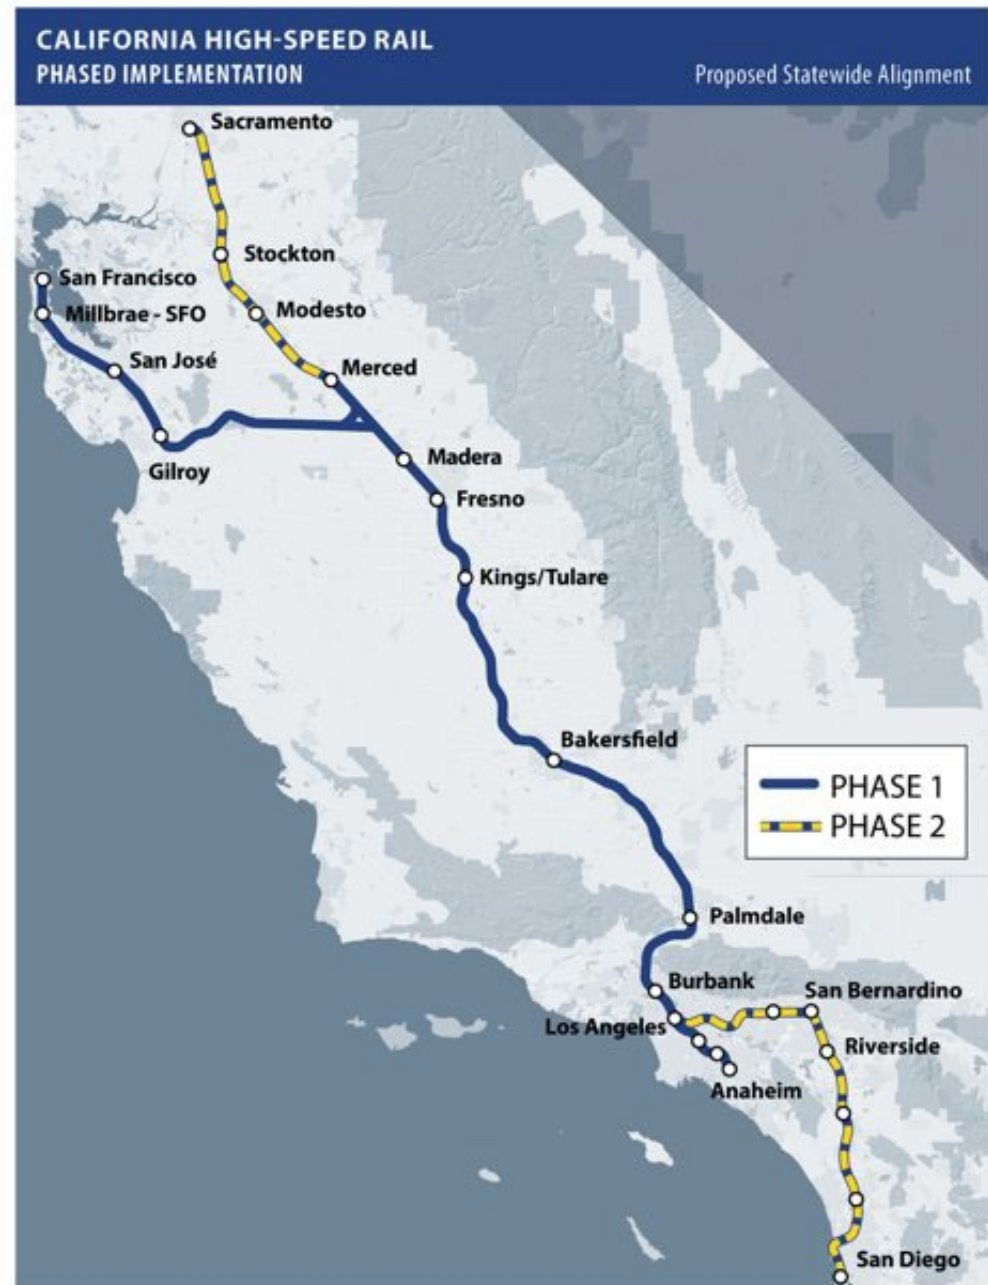 CALIFORNIA HIGH-SPEED RAIL
PHASED IMPLEMENTATION
Proposed Statewide Alignment
Sacramento
Stockton
San Francisco
Modesto
Millbrae - SFO
San José
Merced
Madera
Gilroy
Fresno
Kings/Tulare
Bakersfield
PHASE 1
PHASE 2
Palmdale
Burbank
San Bernardino
Los Angeles
Riverside
Anaheim
San Diego